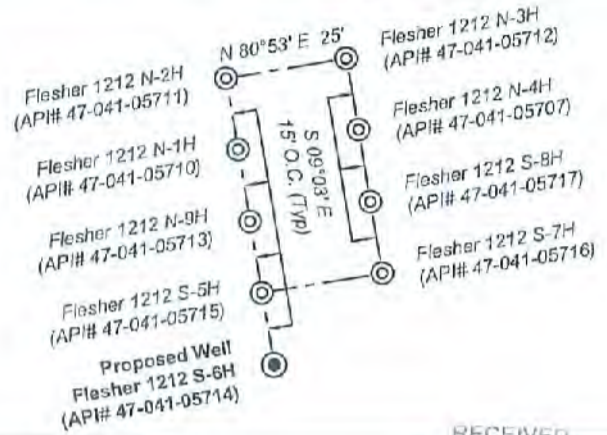 N 80°53' E 25'
Flesher 1212 N-3H
(API# 47-041-05712)
Flesher 1212 N-2H
(API# 47-041-05711)
Flesher 1212 N-4H
(API# 47-041-05707)
Flesher 1212 N-1H
(API# 47-041-05710)
S 09°03' E
15' O.C. (Typ)
Flesher 1212 S-8H
(API# 47-041-05717)
Flesher 1212 N-9H
(API# 47-041-05713)
Flesher 1212 S-7H
(API# 47-041-05716)
Flesher 1212 S-5H
(API# 47-041-05715)
Proposed Well
Flesher 1212 S-6H
(API# 47-041-05714)
RECEIVED